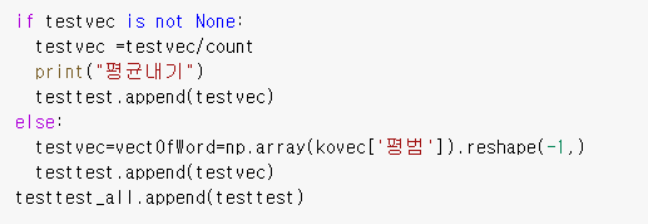 if testvec is not None:
  testvec =testvec/count
  print("평균내기")
  testtest.append(testvec)
else:
  testvec=vectOfWord=np.array(kovec['평범']).reshape(-1,)
  testtest.append(testvec)
testtest_all.append(testtest)